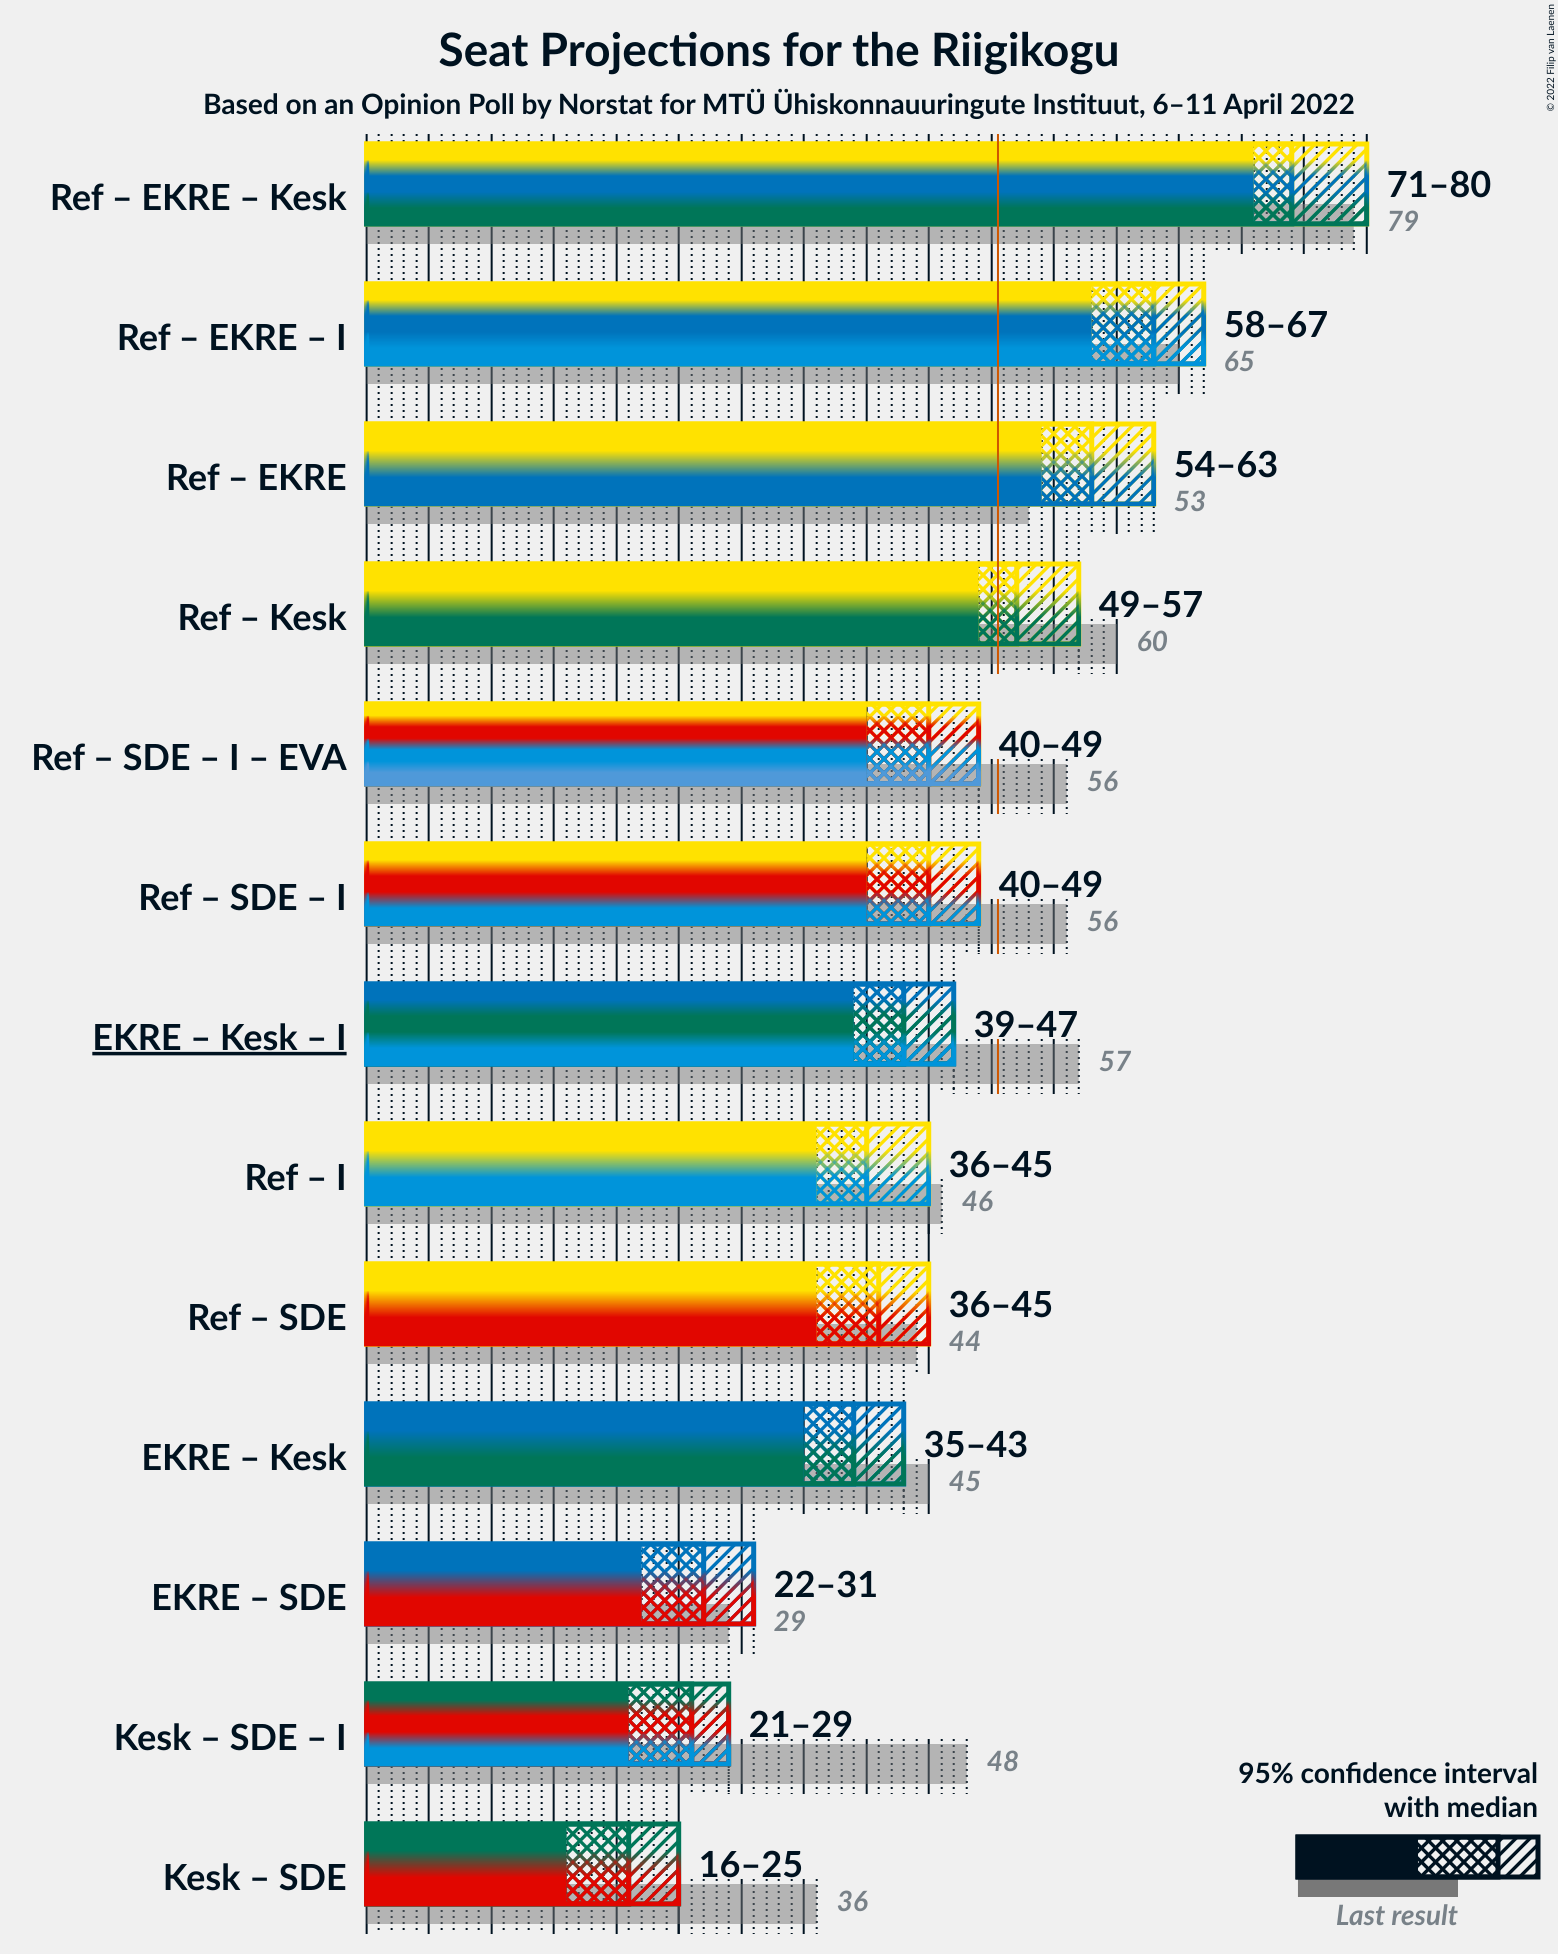 Seat Projections for the Riigikogu
Based on an Opinion Poll by Norstat for MTÜ Ühiskonnauuringute Instituut, 6–11 April 2022
© 2022 Filip van Laenen
Ref – EKRE – Kesk
71–80
79
Ref – EKRE – I
58–67
65
Ref – EKRE
54–63
53
Ref – Kesk
49–57
60
Ref – SDE – I – EVA
40–49
56
Ref – SDE – I
40–49
56
EKRE – Kesk – I
39–47
57
Ref – I
36–45
46
Ref – SDE
36–45
44
EKRE – Kesk
35–43
45
EKRE – SDE
22–31
29
Kesk – SDE – I
21–29
48
Kesk – SDE
16–25
36
95% confidence interval
with median
Last result